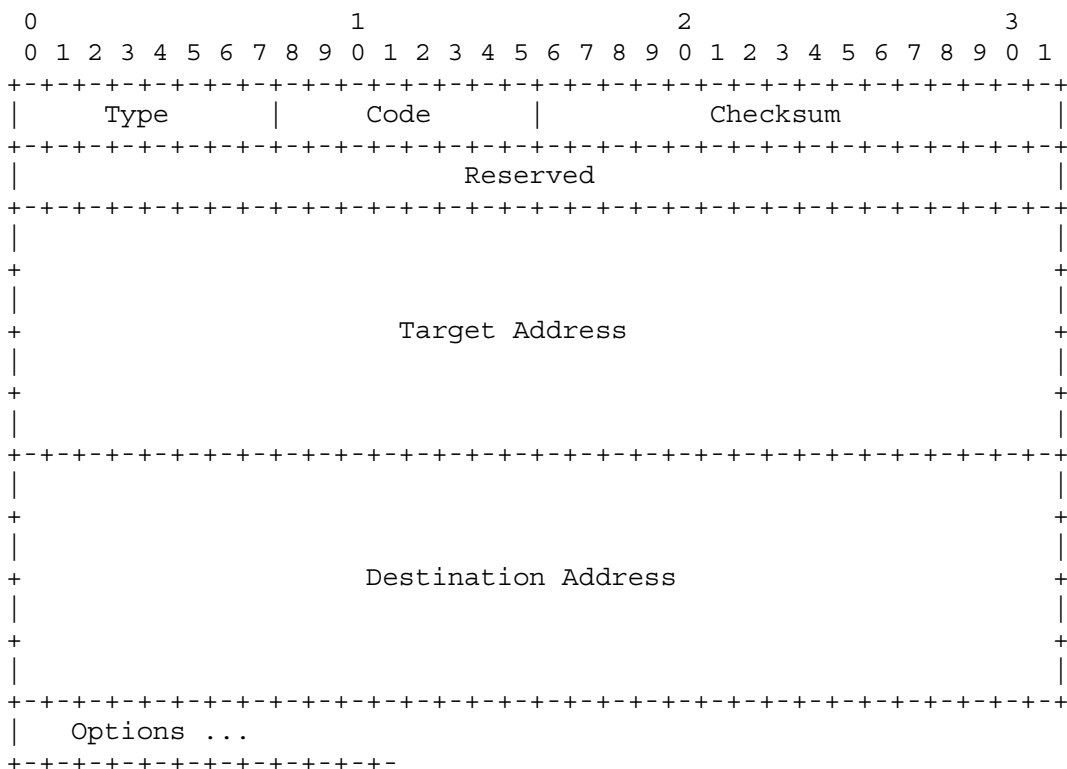 0                   1                   2                   3
 0 1 2 3 4 5 6 7 8 9 0 1 2 3 4 5 6 7 8 9 0 1 2 3 4 5 6 7 8 9 0 1
+-+-+-+-+-+-+-+-+-+-+-+-+-+-+-+-+-+-+-+-+-+-+-+-+-+-+-+-+-+-+-+-+
|     Type      |     Code      |          Checksum             |
+-+-+-+-+-+-+-+-+-+-+-+-+-+-+-+-+-+-+-+-+-+-+-+-+-+-+-+-+-+-+-+-+
|                           Reserved                            |
+-+-+-+-+-+-+-+-+-+-+-+-+-+-+-+-+-+-+-+-+-+-+-+-+-+-+-+-+-+-+-+-+
|                                                               |
+                                                               +
|                                                               |
+                       Target Address                          +
|                                                               |
+                                                               +
|                                                               |
+-+-+-+-+-+-+-+-+-+-+-+-+-+-+-+-+-+-+-+-+-+-+-+-+-+-+-+-+-+-+-+-+
|                                                               |
+                                                               +
|                                                               |
+                     Destination Address                       +
|                                                               |
+                                                               +
|                                                               |
+-+-+-+-+-+-+-+-+-+-+-+-+-+-+-+-+-+-+-+-+-+-+-+-+-+-+-+-+-+-+-+-+
|   Options ...
+-+-+-+-+-+-+-+-+-+-+-+-